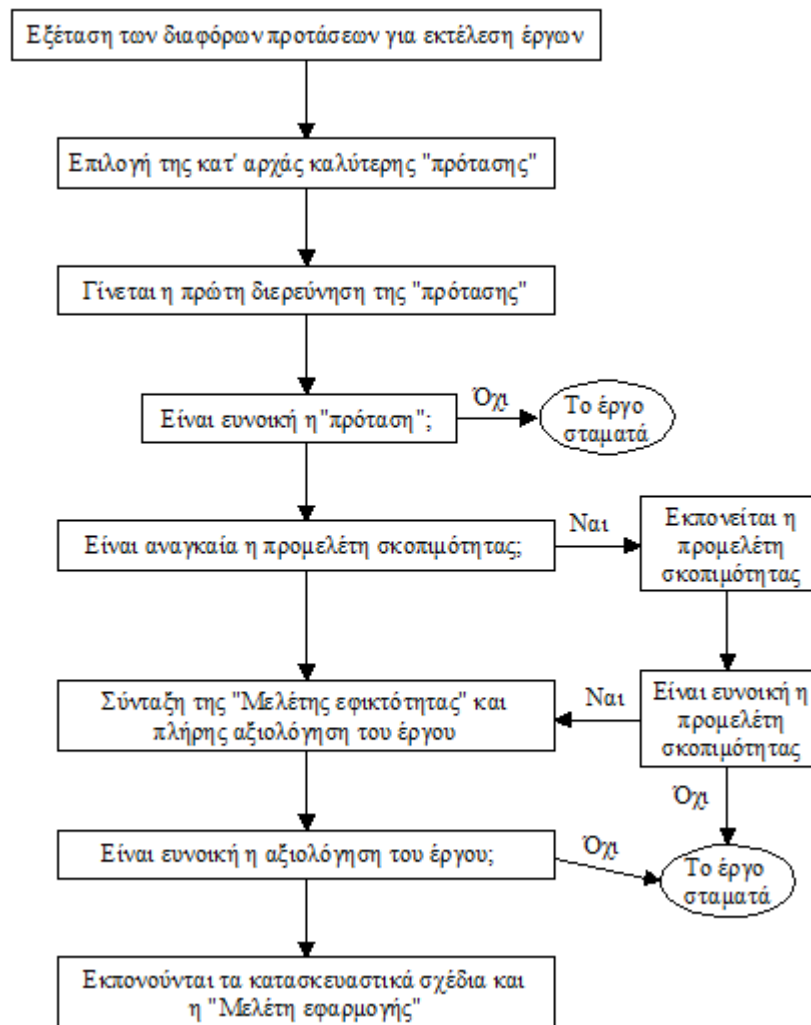 Εξέταση των διαφόρων προτάσεων για εκτέλεση έργων
Επιλογή της κατ' αρχάς καλύτερης "πρότασης"
Γίνεται η πρώτη διερεύνηση της "πρότασης"
Είναι ευνοική η"πρόταση";
Όχι
Το έργο
σταματά
Είναι αναγκαία η προμελέτη σκοπιμότητας;
Ναι
Εκπονείται η
προμελέτη
σκοπιμότητας
Σύνταξη της "Μελέτης εφικτότητας" και
πλήρης αξιολόγηση του έργου
Ναι
Είναι ευνοική η
προμελέτη
σκοπιμότητας
Όχι
Είναι ευνοική η αξιολόγηση του έργου;
Όχι
Το έργο
σταματά
Εκπονούνται τα κατασκευαστικά σχέδια και
η "Μελέτη εφαρμογής"